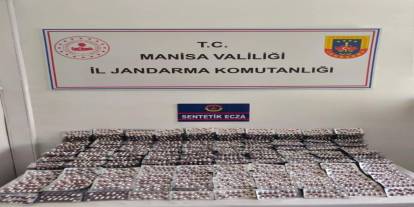 T.C.
MANİSA VALİLİĞİ
İL JANDARMA KOMUTANLIĞI
SENTETİK ECZA